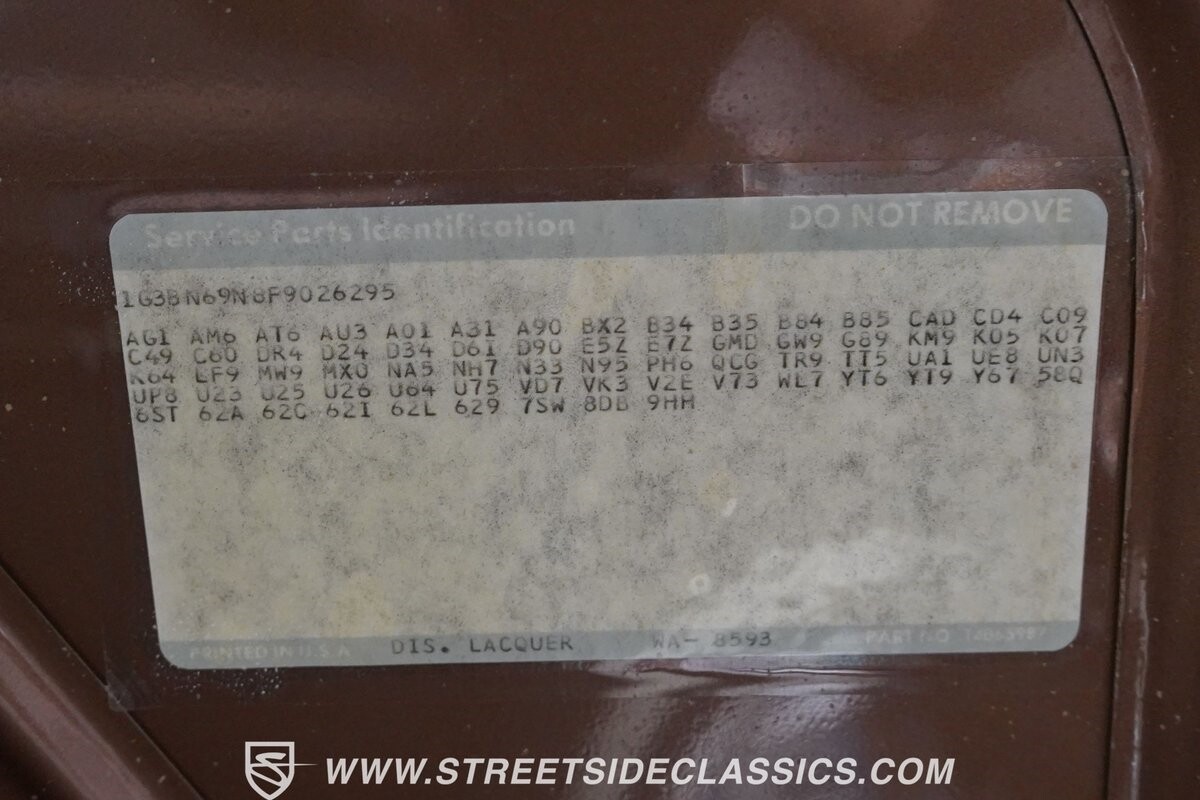 Service Parts Identification DO NOT REMOVE
1G3BN69N8F9026295
AG1 AM6 AT6 AU3 A01 A31 A90 BX2 B34 B35 B84 B85 CAD CD4 C09
C49 C60 DR4 D24 D34 D61 D90 E5Z E7Z GMD GW9 G89 KM9 K05 K07
K64 LF9 MW9 MX0 NA5 NH7 N33 N95 PH6 QCG TR9 TT5 UA1 UE8 UN3
UP8 U23 U25 U26 U64 U75 VD7 VK3 V2E V73 WL7 YT6 YT9 Y67 58Q
6ST 62A 62C 62I 62L 629 7SW 8DB 9HH
PRINTED IN U.S.A DIS. LACQUER WA- 8593 PART NO.
WWW.STREETSIDECLASSICS.COM